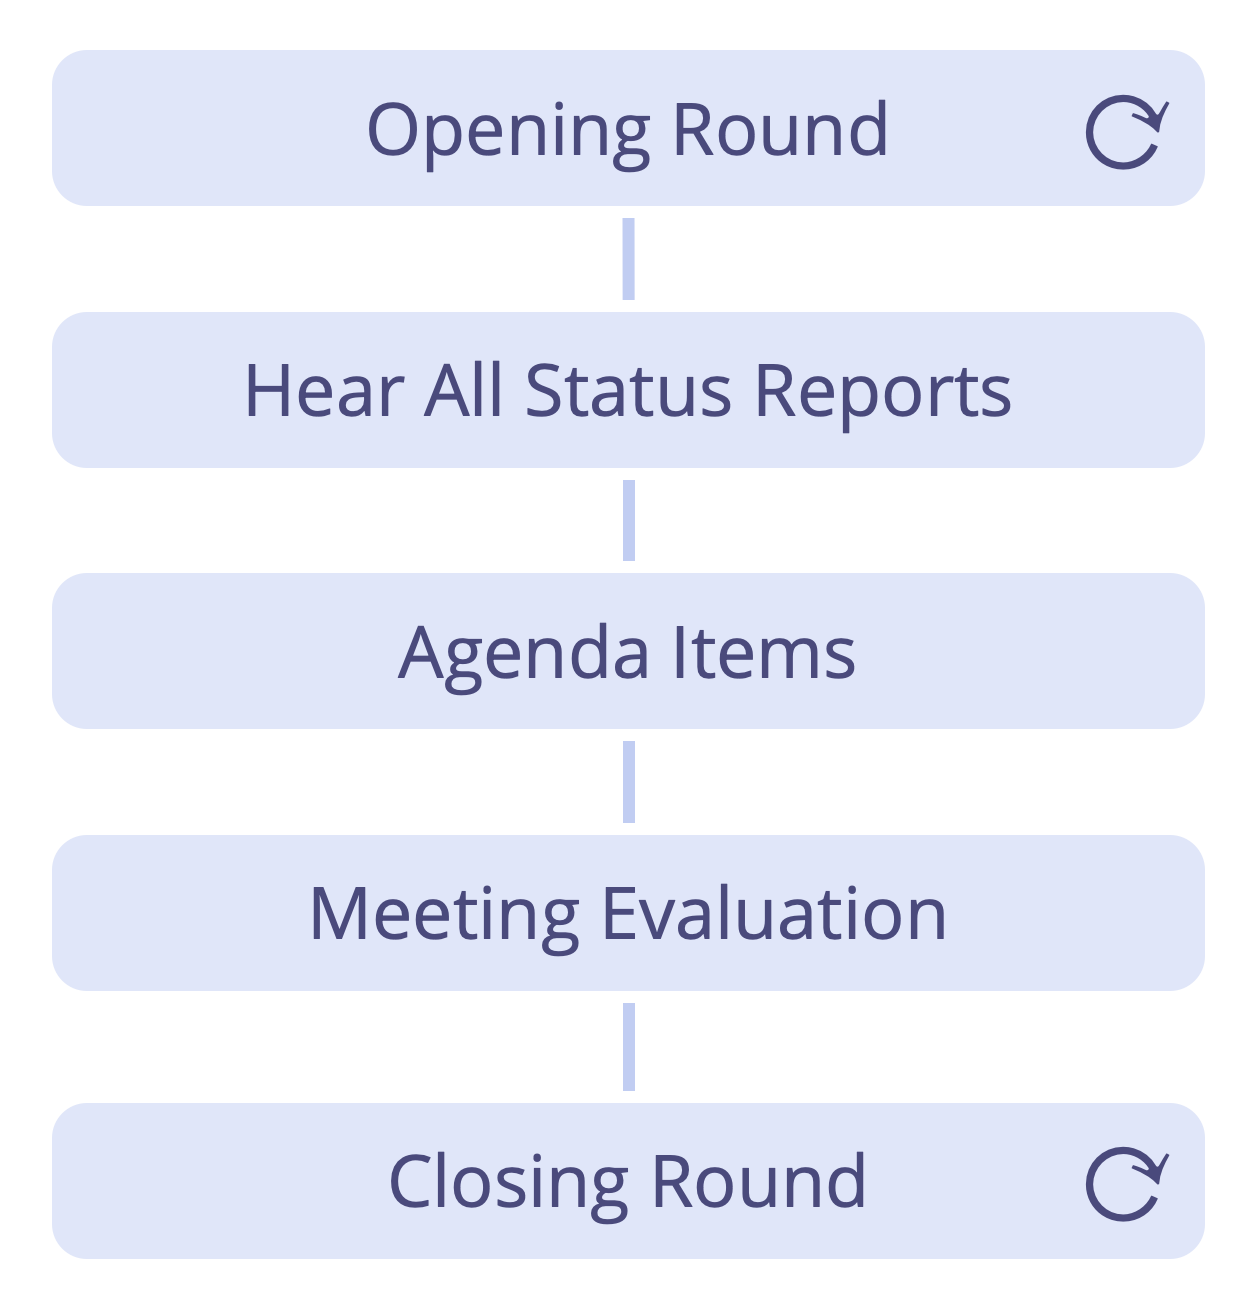 Opening Round
Hear All Status Reports
Agenda Items
Meeting Evaluation
Closing Round